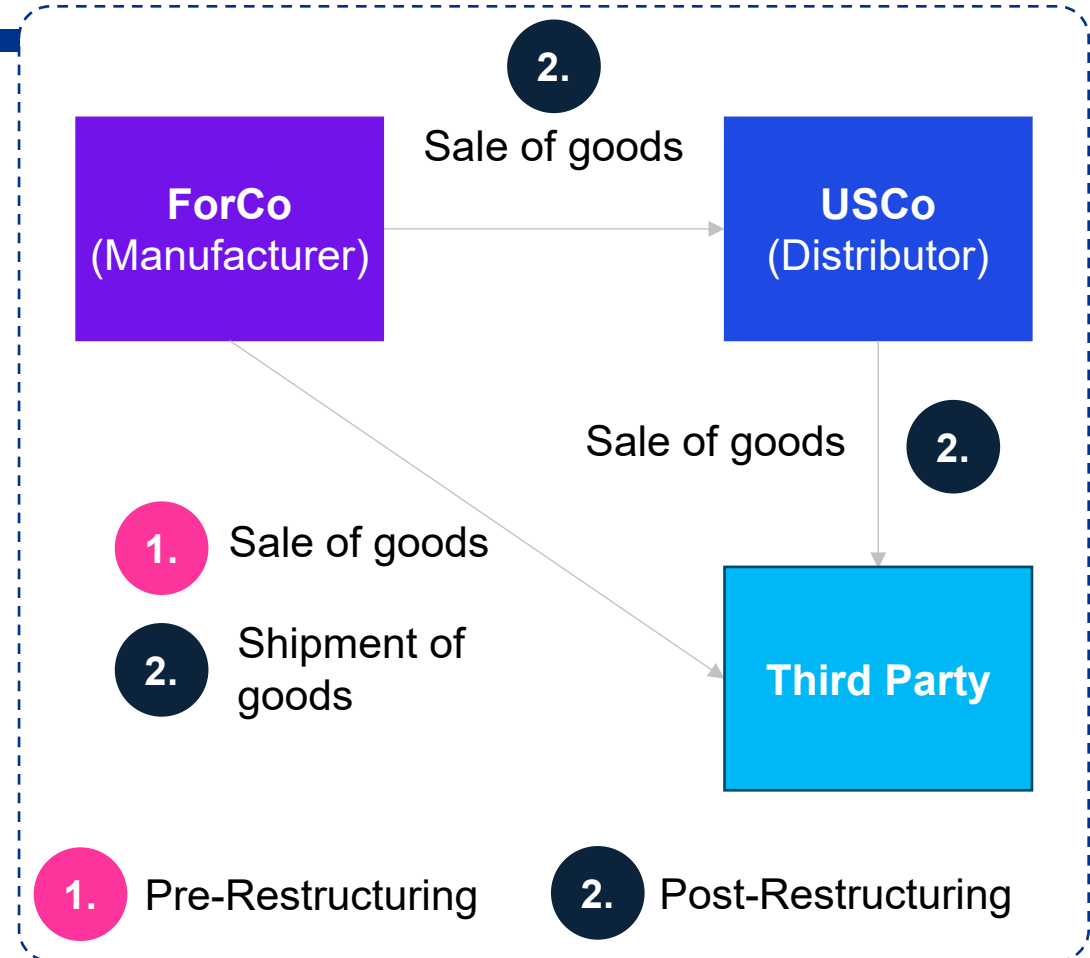 2.
Sale of goods
ForCo
(Manufacturer)
USCo
(Distributor)
Sale of goods
2.
1.
Sale of goods
2.
Shipment of
goods
Third Party
1.
Pre-Restructuring
2.
Post-Restructuring